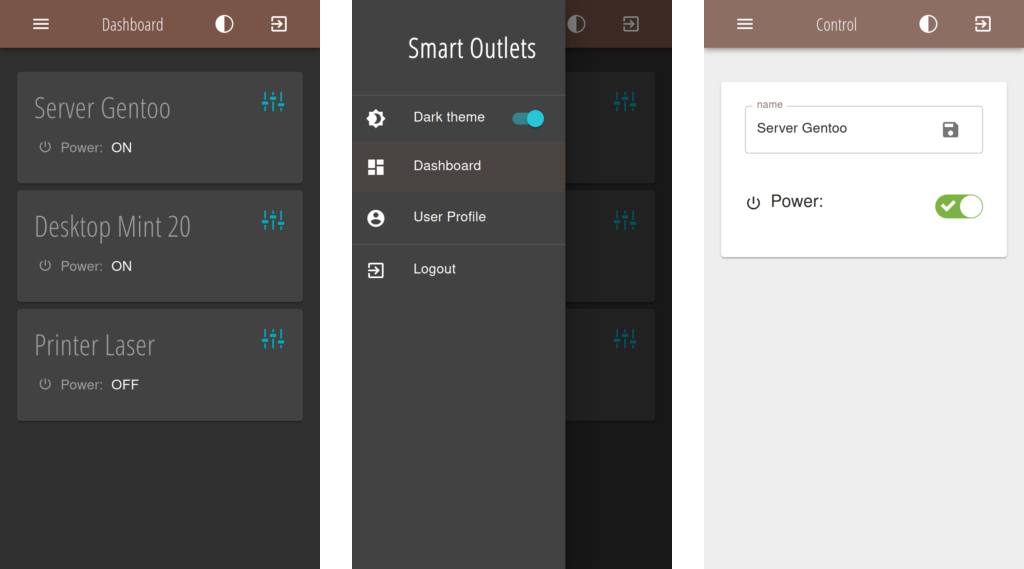 Dashboard
Server Gentoo
Power: ON
Desktop Mint 20
Power: ON
Printer Laser
Power: OFF
Smart Outlets
Dark theme
Dashboard
User Profile
Logout
Control
name
Server Gentoo
Power: